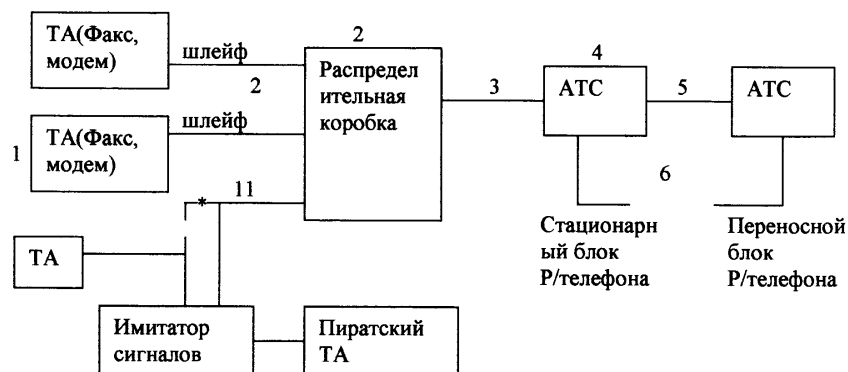 ТА(Факс,
модем)
шлейф
2
2
Распредел
ительная
коробка
3
4
АТС
5
АТС
1
ТА(Факс,
модем)
шлейф
11
*
6
Стационарн
ый блок
Р/телефона
Переносной
блок
Р/телефона
ТА
Имитатор
сигналов
Пиратский
ТА